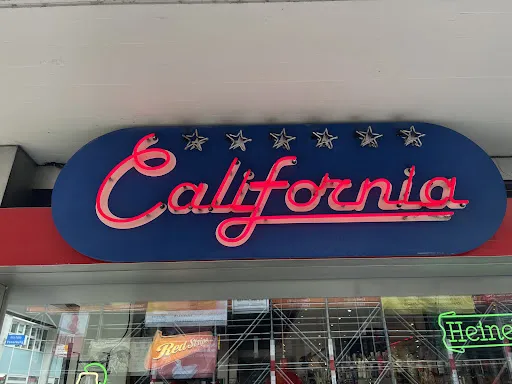 California
Red Stripe
Heine